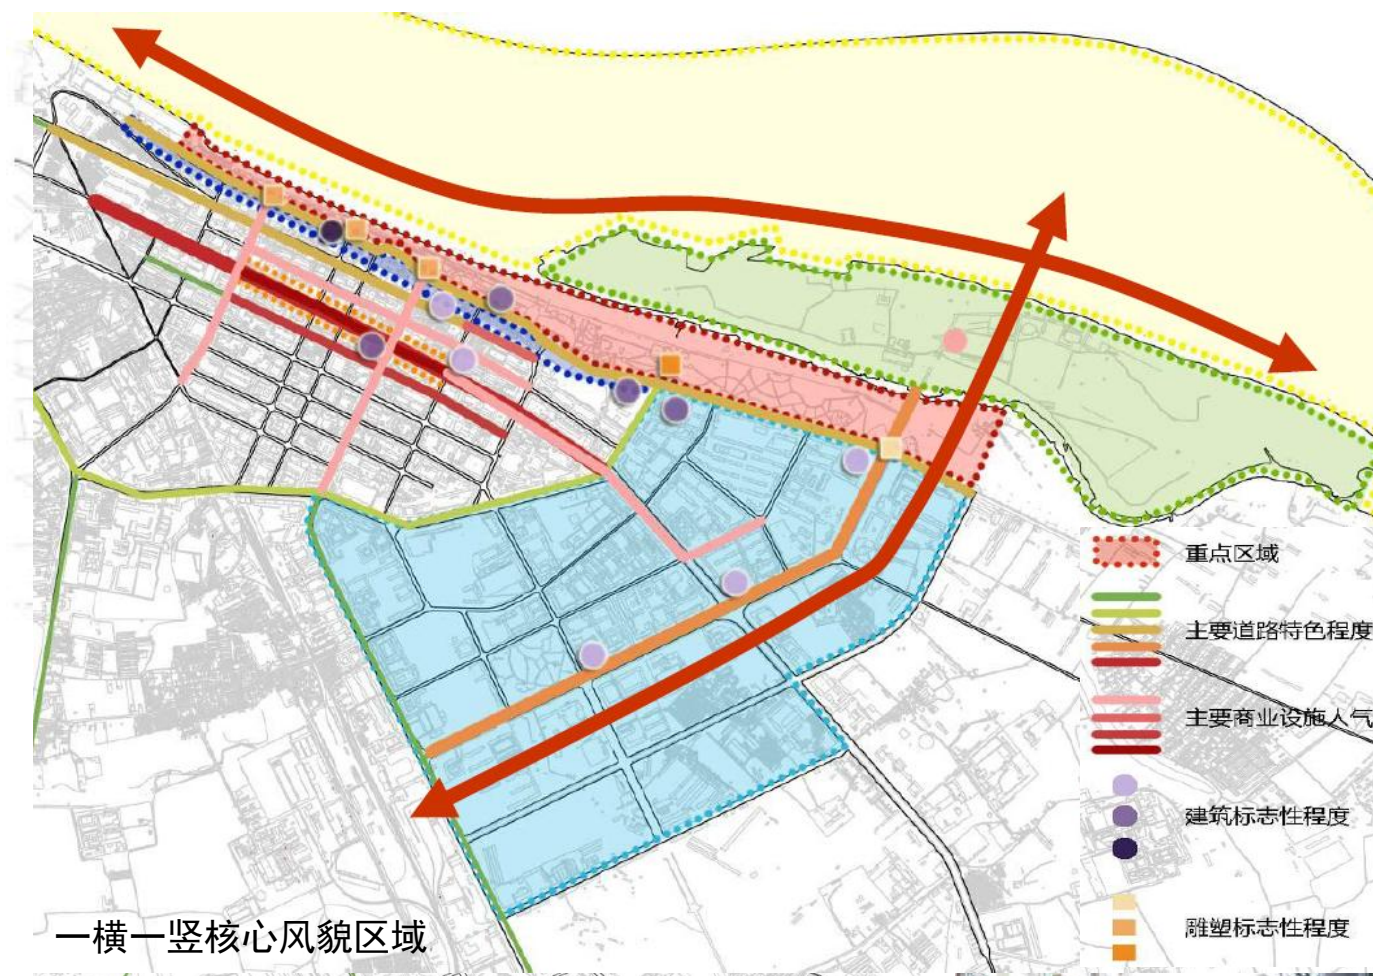 重点区域
主要道路特色程度
主要商业设施人气
建筑标志性程度
雕塑标志性程度
一横一竖核心风貌区域